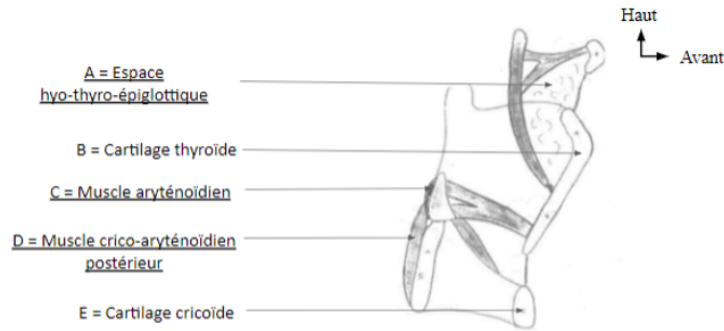 Haut
Avant
A = Espace
hyo-thyro-épiglottique
B = Cartilage thyroïde
C = Muscle aryténoïdien
D = Muscle crico-aryténoïdien
postérieur
E = Cartilage cricoïde